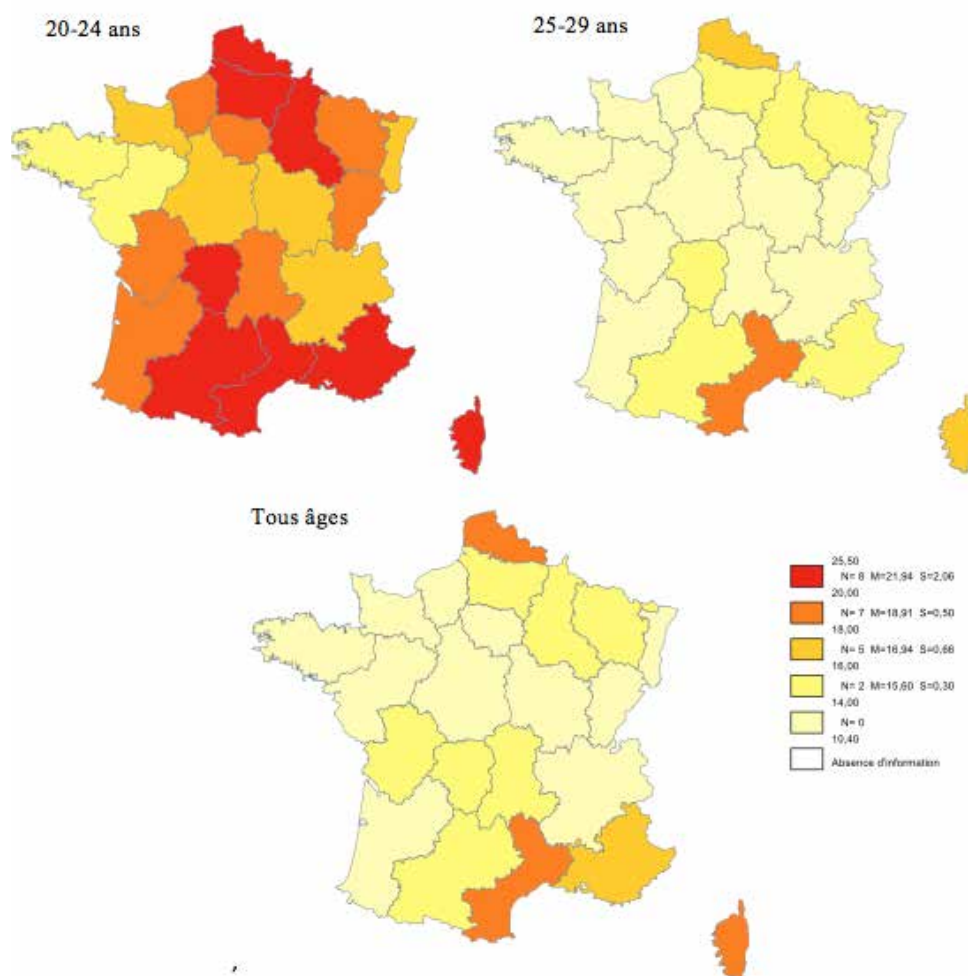 20-24 ans
25-29 ans
Tous âges
25,50
N= 8 M=21,94 S=2,06
20,00
N= 7 M=18,91 S=0,50
18,00
N= 5 M=16,94 S=0,66
16,00
N= 2 M=15,60 S=0,30
14,00
N= 0
10,40
Absence d'information
,